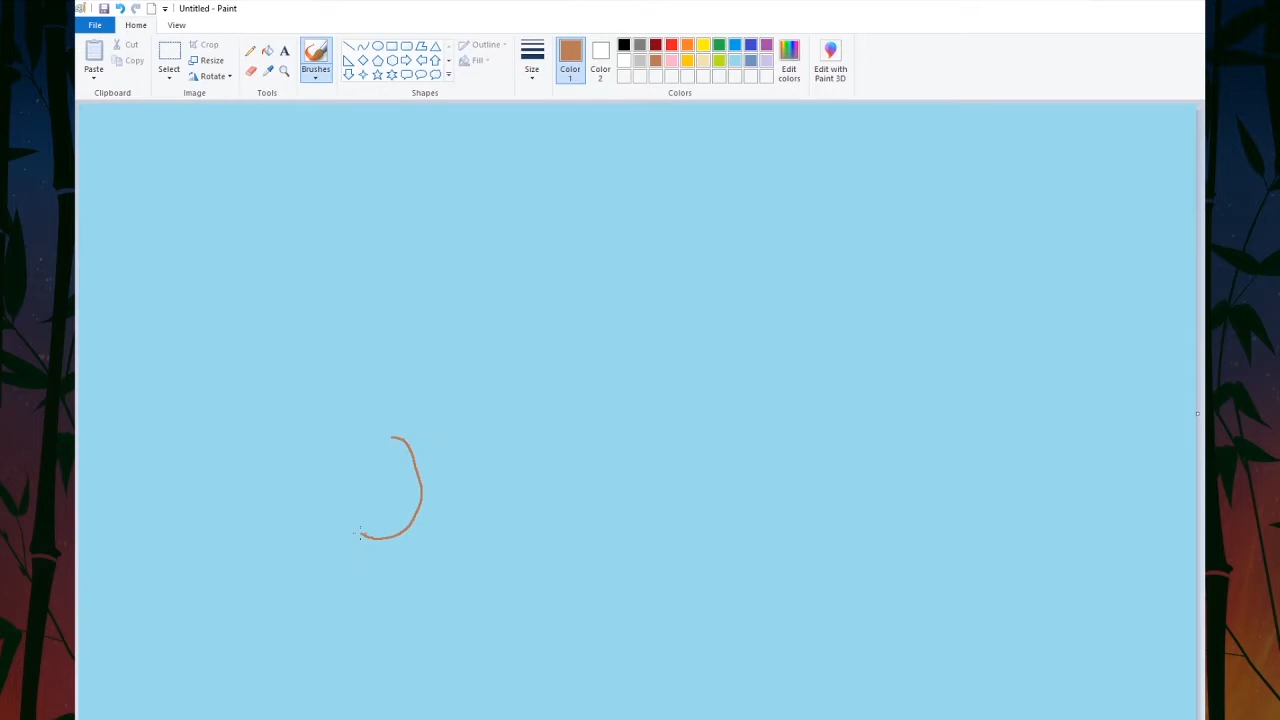 Untitled - Paint
File Home View
Paste
Cut
Copy
Clipboard
Select
Crop
Resize
Rotate
Image
Tools
Brushes
Shapes
Outline
Fill
Size
Color 1
Color 2
Colors
Edit colors
Edit with Paint 3D